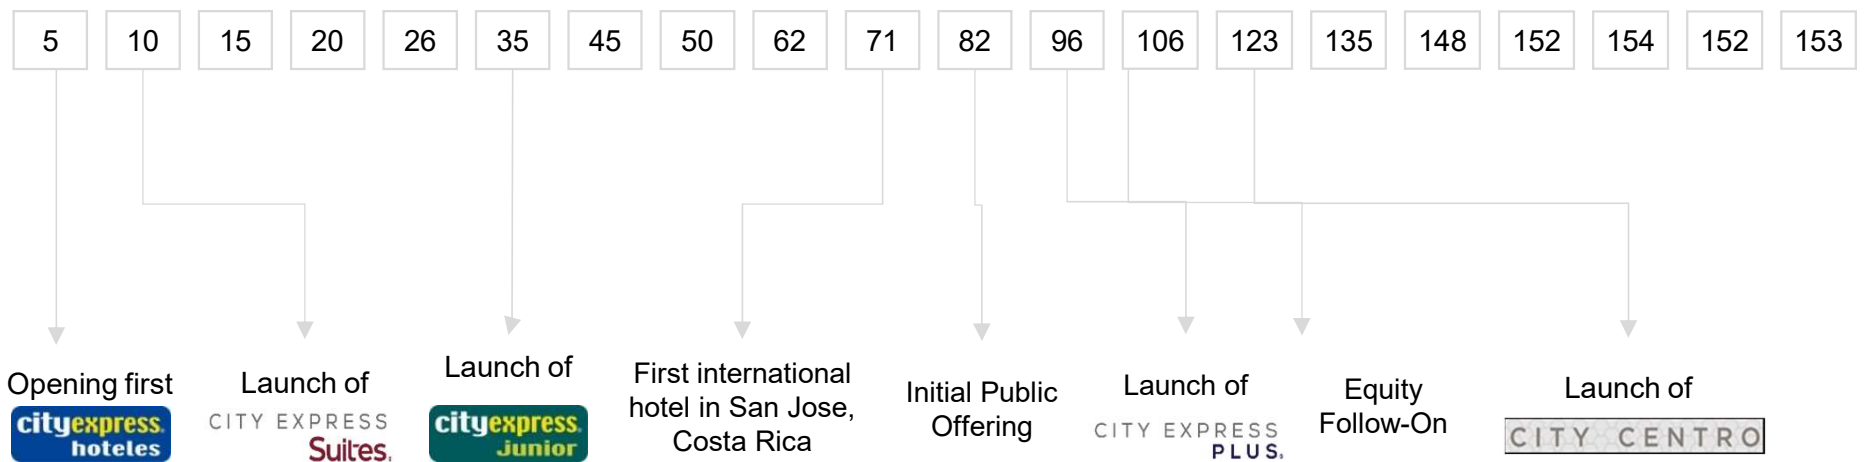 5 10 15 20 26 35 45 50 62 71 82 96 106 123 135 148 152 154 152 153
Opening first
cityexpress.
hoteles
Launch of
CITY EXPRESS
Suites.
Launch of
cityexpress.
junior
First international
hotel in San Jose,
Costa Rica
Initial Public
Offering
Launch of
CITY EXPRESS
PLUS.
Equity
Follow-On
Launch of
CITY CENTRO